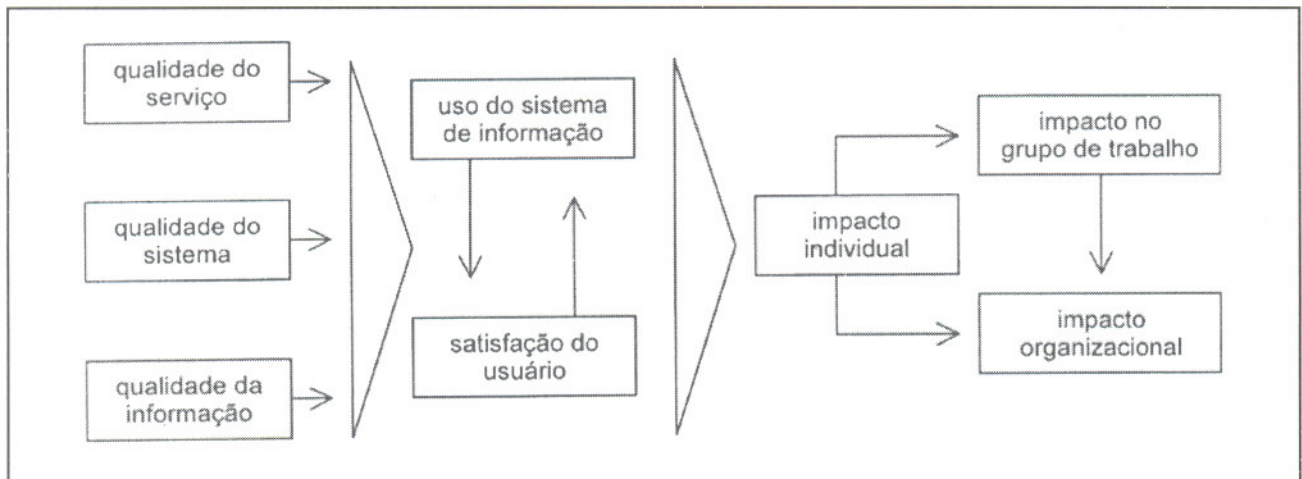 qualidade do
serviço
qualidade do
sistema
qualidade da
informação
uso do sistema
de informação
satisfação do
usuário
impacto
individual
impacto no
grupo de trabalho
impacto
organizacional